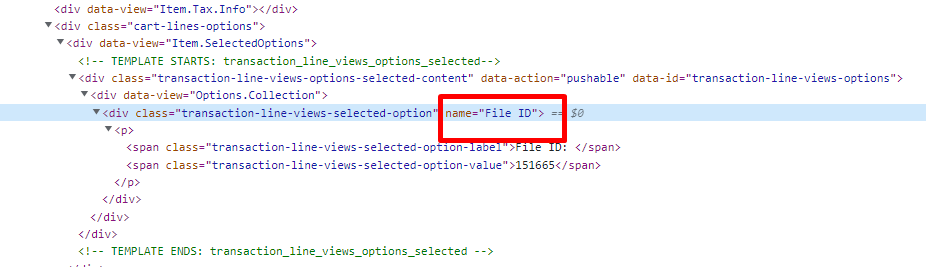 <div data-view="Item.Tax.Info"></div>
▼<div class="cart-lines-options">
▼<div data-view="Item.SelectedOptions">
<!-- TEMPLATE STARTS: transaction_line_views_options_selected-->
▼<div class="transaction-line-views-options-selected-content" data-action="pushable" data-id="transaction-line-views-options">
▼<div data-view="Options.Collection">
▼<div class="transaction-line-views-selected-option" name="File ID"> == $0
▼<p>
<span class="transaction-line-views-selected-option-label">File ID: </span>
<span class="transaction-line-views-selected-option-value">151665</span>
</p>
</div>
</div>
</div>
<!-- TEMPLATE ENDS: transaction_line_views_options_selected -->